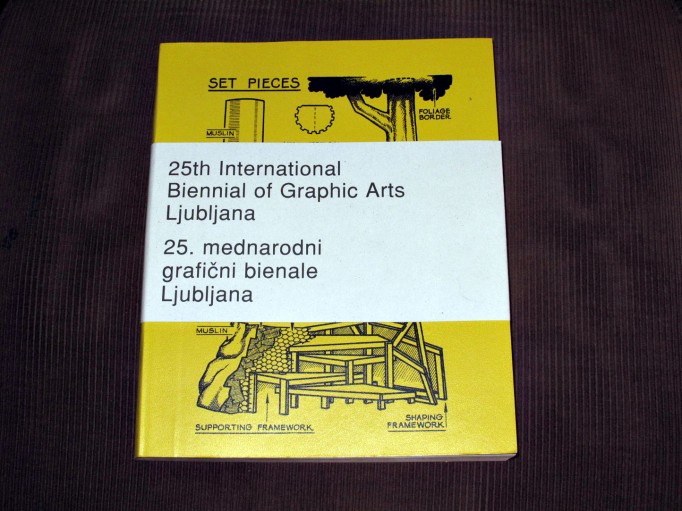 SET PIECES
FOLIAGE
BORDER
MUSLIN
25th International
Biennial of Graphic Arts
Ljubljana
25. mednarodni
grafični bienale
Ljubljana
MUSLIN
SUPPORTING FRAMEWORK
SHAPING
FRAMEWORK